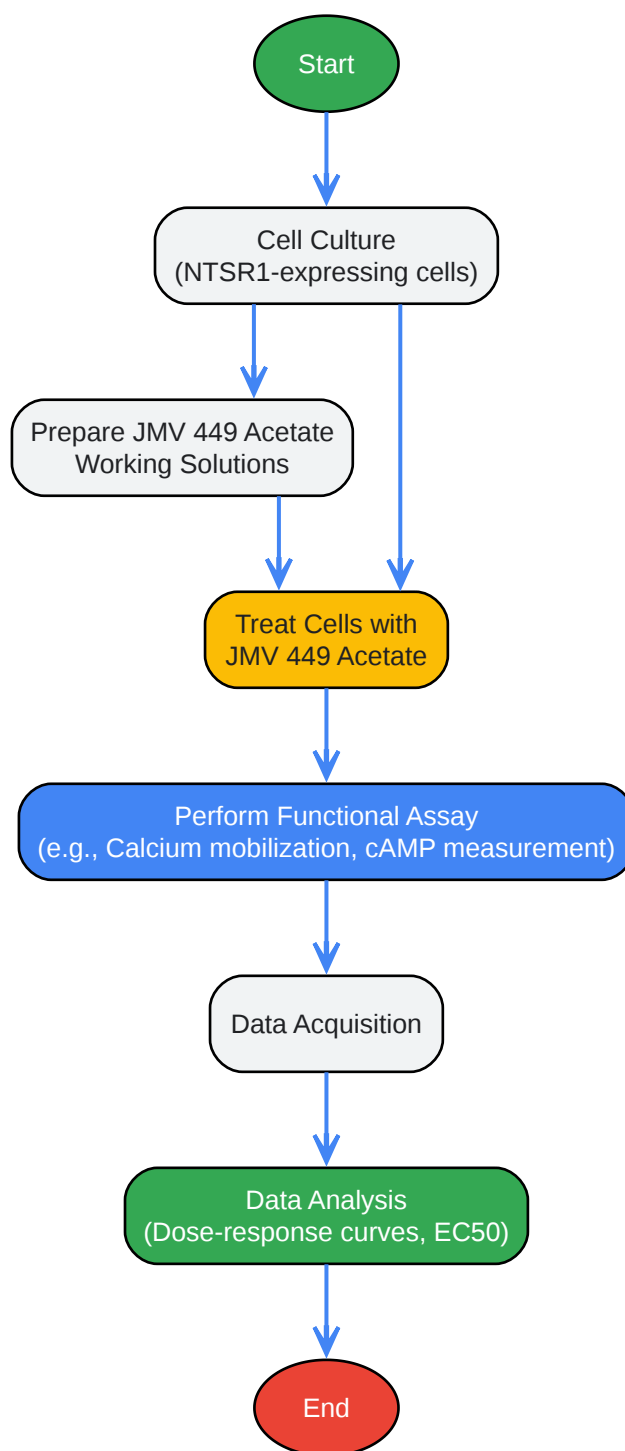 Start
Cell Culture
(NTSR1-expressing cells)
Prepare JMV 449 Acetate
Working Solutions
Treat Cells with
JMV 449 Acetate
Perform Functional Assay
(e.g., Calcium mobilization, cAMP measurement)
Data Acquisition
Data Analysis
(Dose-response curves, EC50)
End